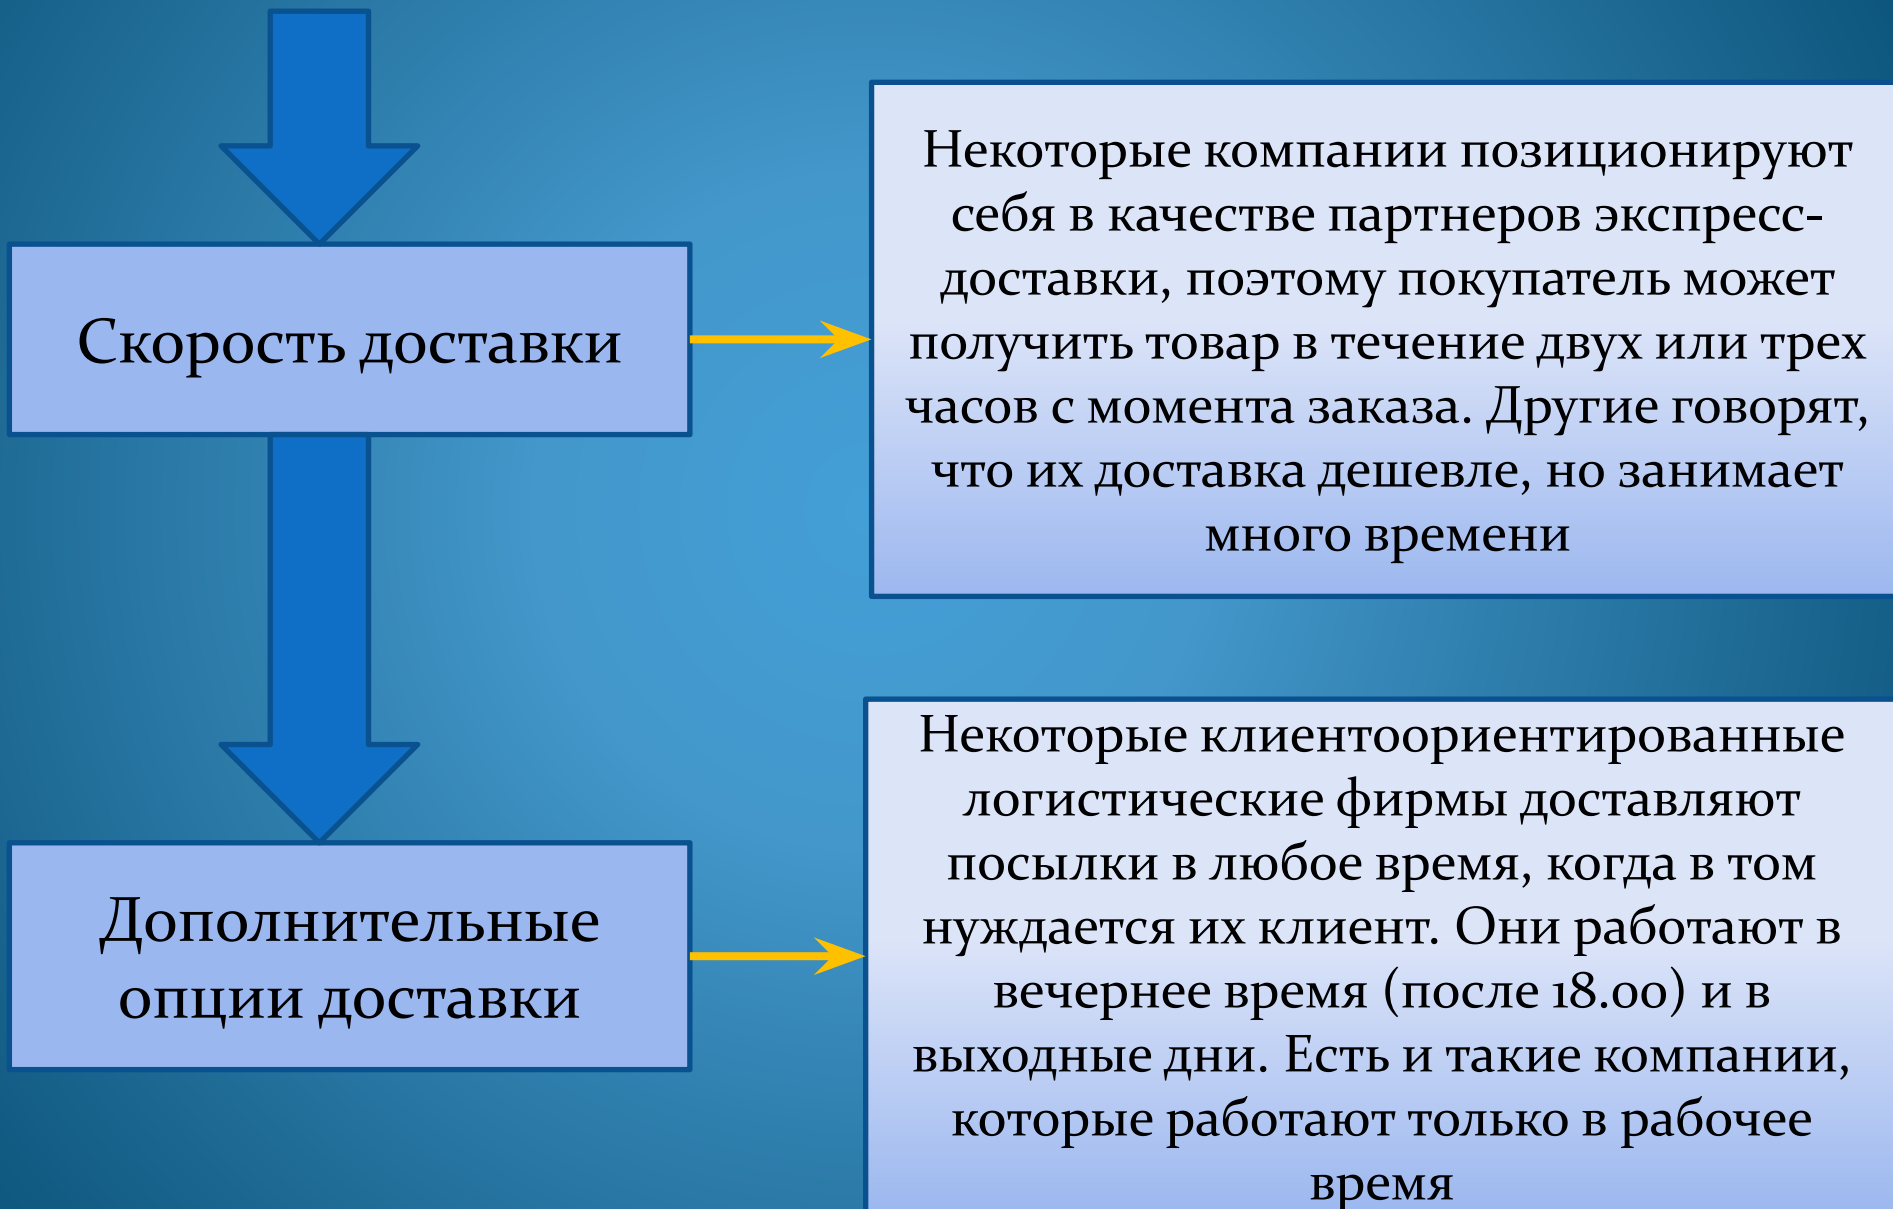 Скорость доставки
Некоторые компании позиционируют
себя в качестве партнеров экспресс-
доставки, поэтому покупатель может
получить товар в течение двух или трех
часов с момента заказа. Другие говорят,
что их доставка дешевле, но занимает
много времени
Дополнительные
опции доставки
Некоторые клиентоориентированные
логистические фирмы доставляют
посылки в любое время, когда в том
нуждается их клиент. Они работают в
вечернее время (после 18.00) и в
выходные дни. Есть и такие компании,
которые работают только в рабочее
время